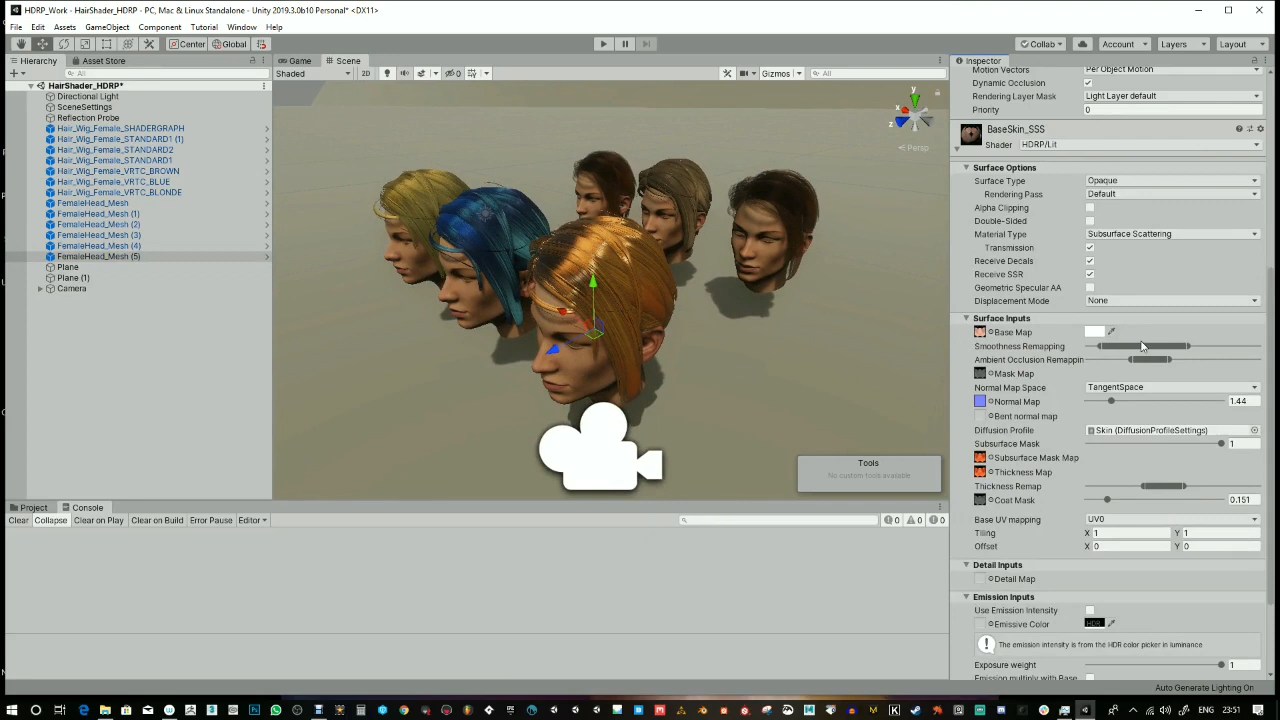 HDRP_Work - HairShader_HDRP - PC, Mac & Linux Standalone - Unity 2019.3.0b10 Personal* <DX11>
File Edit Assets GameObject Component Tutorial Window Help
Center Global Collab Account Layers Layout
Hierarchy Asset Store Game Scene Inspector
All Shaded 2D 0 Gizmos All
HairShader_HDRP*
Directional Light
SceneSettings
Reflection Probe
Hair_Wig_Female_SHADERGRAPH
Hair_Wig_Female_STANDARD1 (1)
Hair_Wig_Female_STANDARD2
Hair_Wig_Female_STANDARD1
Hair_Wig_Female_VRTC_BROWN
Hair_Wig_Female_VRTC_BLUE
Hair_Wig_Female_VRTC_BLONDE
FemaleHead_Mesh
FemaleHead_Mesh (1)
FemaleHead_Mesh (2)
FemaleHead_Mesh (3)
FemaleHead_Mesh (4)
FemaleHead_Mesh (5)
Plane
Plane (1)
Camera
y
x
z
Persp
Tools
No custom tools available
Motion Vectors Per Object Motion
Dynamic Occlusion
Rendering Layer Mask Light Layer default
Priority 0
BaseSkin_SSS
Shader HDRP/Lit
Surface Options
Surface Type Opaque
Rendering Pass Default
Alpha Clipping
Double-Sided
Material Type Subsurface Scattering
Transmission
Receive Decals
Receive SSR
Geometric Specular AA
Displacement Mode None
Surface Inputs
Base Map
Smoothness Remapping
Ambient Occlusion Remappin
Mask Map
Normal Map Space TangentSpace
Normal Map 1.44
Bent normal map
Diffusion Profile Skin (DiffusionProfileSettings)
Subsurface Mask 1
Subsurface Mask Map
Thickness Map
Thickness Remap
Coat Mask 0.151
Base UV mapping UV0
Tiling X 1 Y 1
Offset X 0 Y 0
Detail Inputs
Detail Map
Emission Inputs
Use Emission Intensity
Emissive Color HDR
The emission intensity is from the HDR color picker in luminance
Exposure weight 1
Emission multiply with Base
Project Console
Clear Collapse Clear on Play Clear on Build Error Pause Editor 0 0 0
Auto Generate Lighting On
ENG 23:51